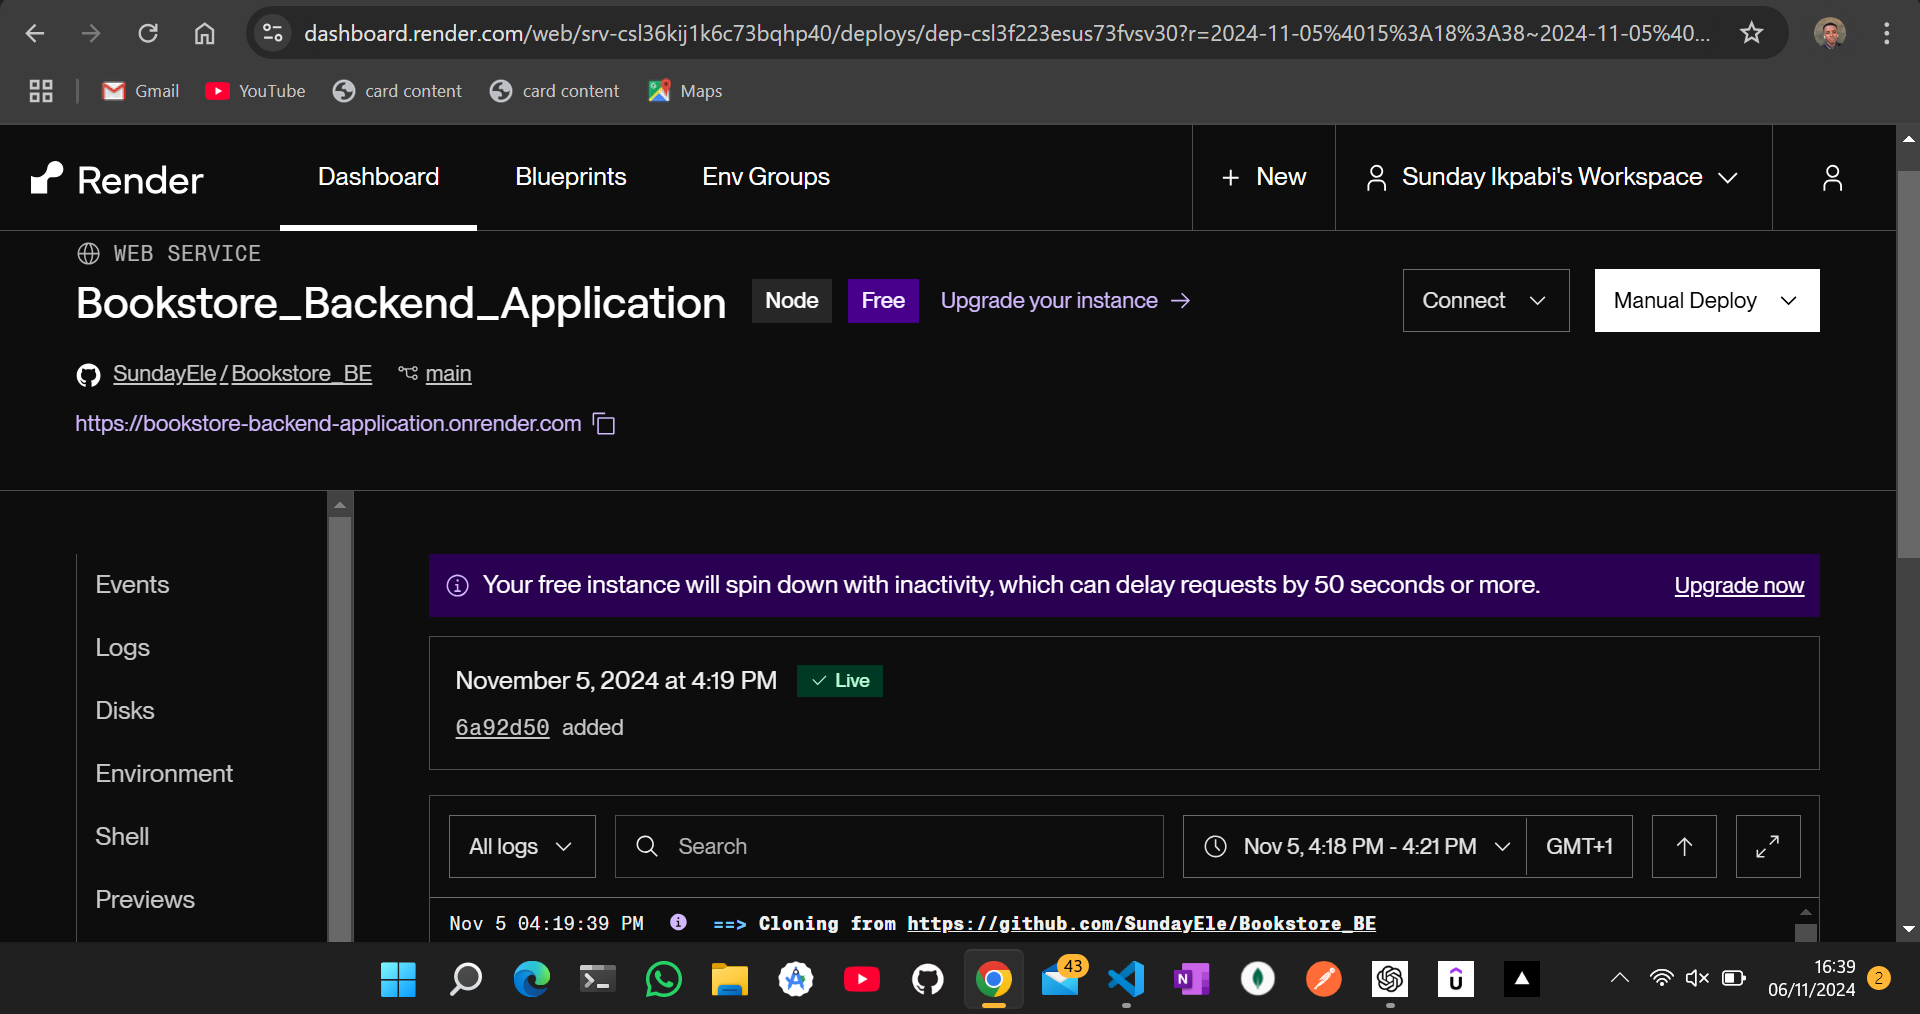 dashboard.render.com/web/srv-csl36kij1k6c73bqhp40/deploys/dep-csl3f223esus73fvsv30?r=2024-11-05%4015%3A18%3A38~2024-11-05%40...
Gmail
YouTube
card content
card content
Maps
Render
Dashboard
Blueprints
Env Groups
+ New
Sunday Ikpabi's Workspace
WEB SERVICE
Bookstore_Backend_Application
Node
Free
Upgrade your instance →
Connect
Manual Deploy
SundayEle / Bookstore_BE
main
https://bookstore-backend-application.onrender.com
Events
Logs
Disks
Environment
Shell
Previews
Your free instance will spin down with inactivity, which can delay requests by 50 seconds or more.
Upgrade now
November 5, 2024 at 4:19 PM
Live
6a92d50 added
All logs
Search
Nov 5, 4:18 PM - 4:21 PM
GMT+1
Nov 5 04:19:39 PM ==> Cloning from https://github.com/SundayEle/Bookstore_BE
43
N
16:39
06/11/2024
2